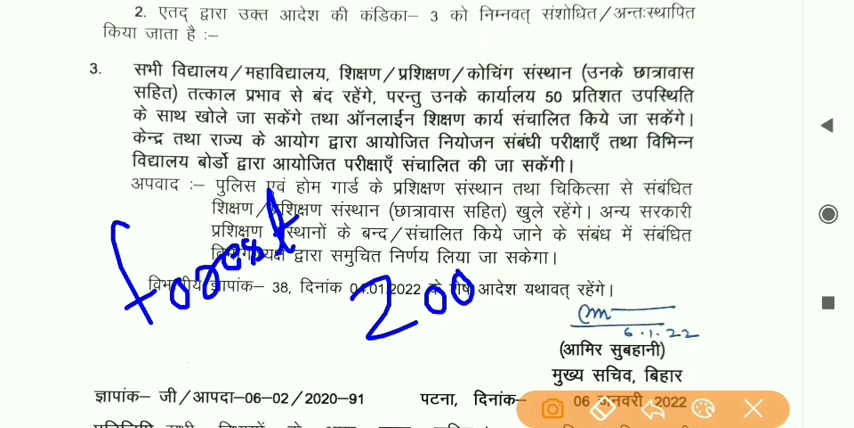 2. एतद् द्वारा उक्त आदेश की कंडिका– 3 को निम्नवत् संशोधित/अन्तःस्थापित
किया जाता है :–
3. सभी विद्यालय/महाविद्यालय, शिक्षण/प्रशिक्षण/कोचिंग संस्थान (उनके छात्रावास
सहित) तत्काल प्रभाव से बंद रहेंगे, परन्तु उनके कार्यालय 50 प्रतिशत उपस्थिति
के साथ खोले जा सकेंगे तथा ऑनलाईन शिक्षण कार्य संचालित किये जा सकेंगे।
केन्द्र तथा राज्य के आयोग द्वारा आयोजित नियोजन संबंधी परीक्षाएँ तथा विभिन्न
विद्यालय बोर्डो द्वारा आयोजित परीक्षाएँ संचालित की जा सकेंगी।
अपवाद :– पुलिस एवं होम गार्ड के प्रशिक्षण संस्थान तथा चिकित्सा से संबंधित
शिक्षण/प्रशिक्षण संस्थान (छात्रावास सहित) खुले रहेंगे। अन्य सरकारी
प्रशिक्षण संस्थानों के बन्द/संचालित किये जाने के संबंध में संबंधित
द्वारा समुचित निर्णय लिया जा सकेगा।
forest
200
विभागीय ज्ञापांक– 38, दिनांक 04.01.2022 के शेष आदेश यथावत् रहेंगे।
6.1.22
(आमिर सुबहानी)
मुख्य सचिव, बिहार
ज्ञापांक– जी/आपदा–06–02/2020–91 पटना, दिनांक– 06 जनवरी 2022